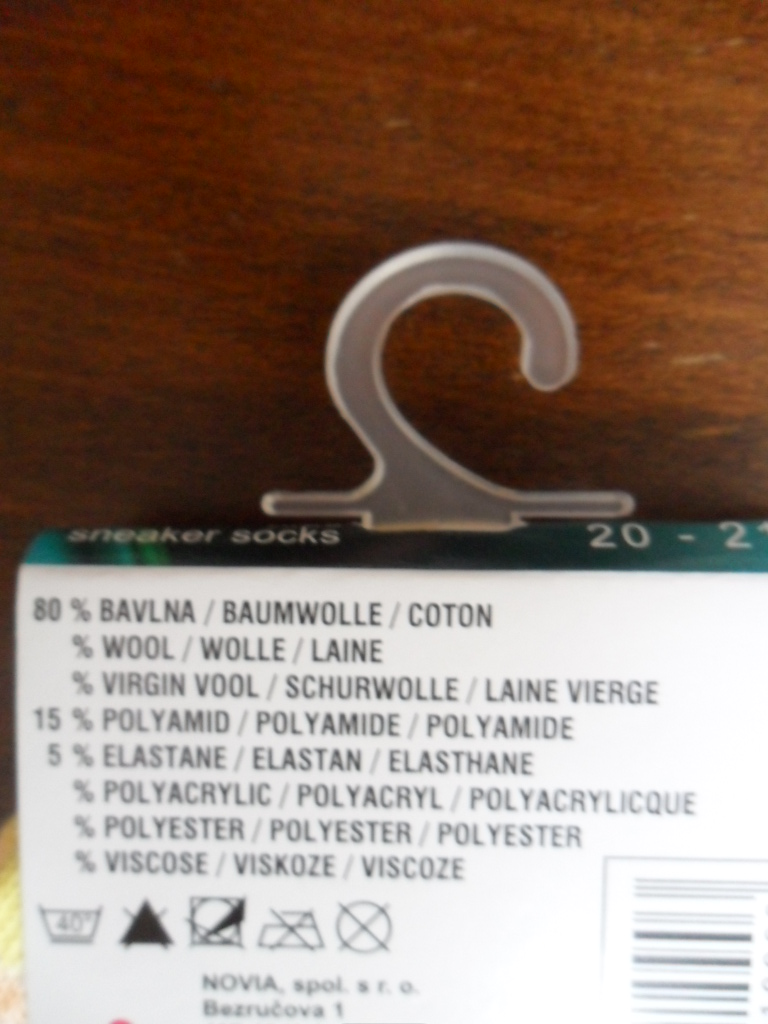 sneaker socks 20 - 21
80 % BAVLNA / BAUMWOLLE / COTON
% WOOL / WOLLE / LAINE
% VIRGIN VOOL / SCHURWOLLE / LAINE VIERGE
15 % POLYAMID / POLYAMIDE / POLYAMIDE
5 % ELASTANE / ELASTAN / ELASTHANE
% POLYACRYLIC / POLYACRYL / POLYACRYLICQUE
% POLYESTER / POLYESTER / POLYESTER
% VISCOSE / VISKOZE / VISCOZE
40°
NOVIA, spol. s r. o.
Bezručova 1